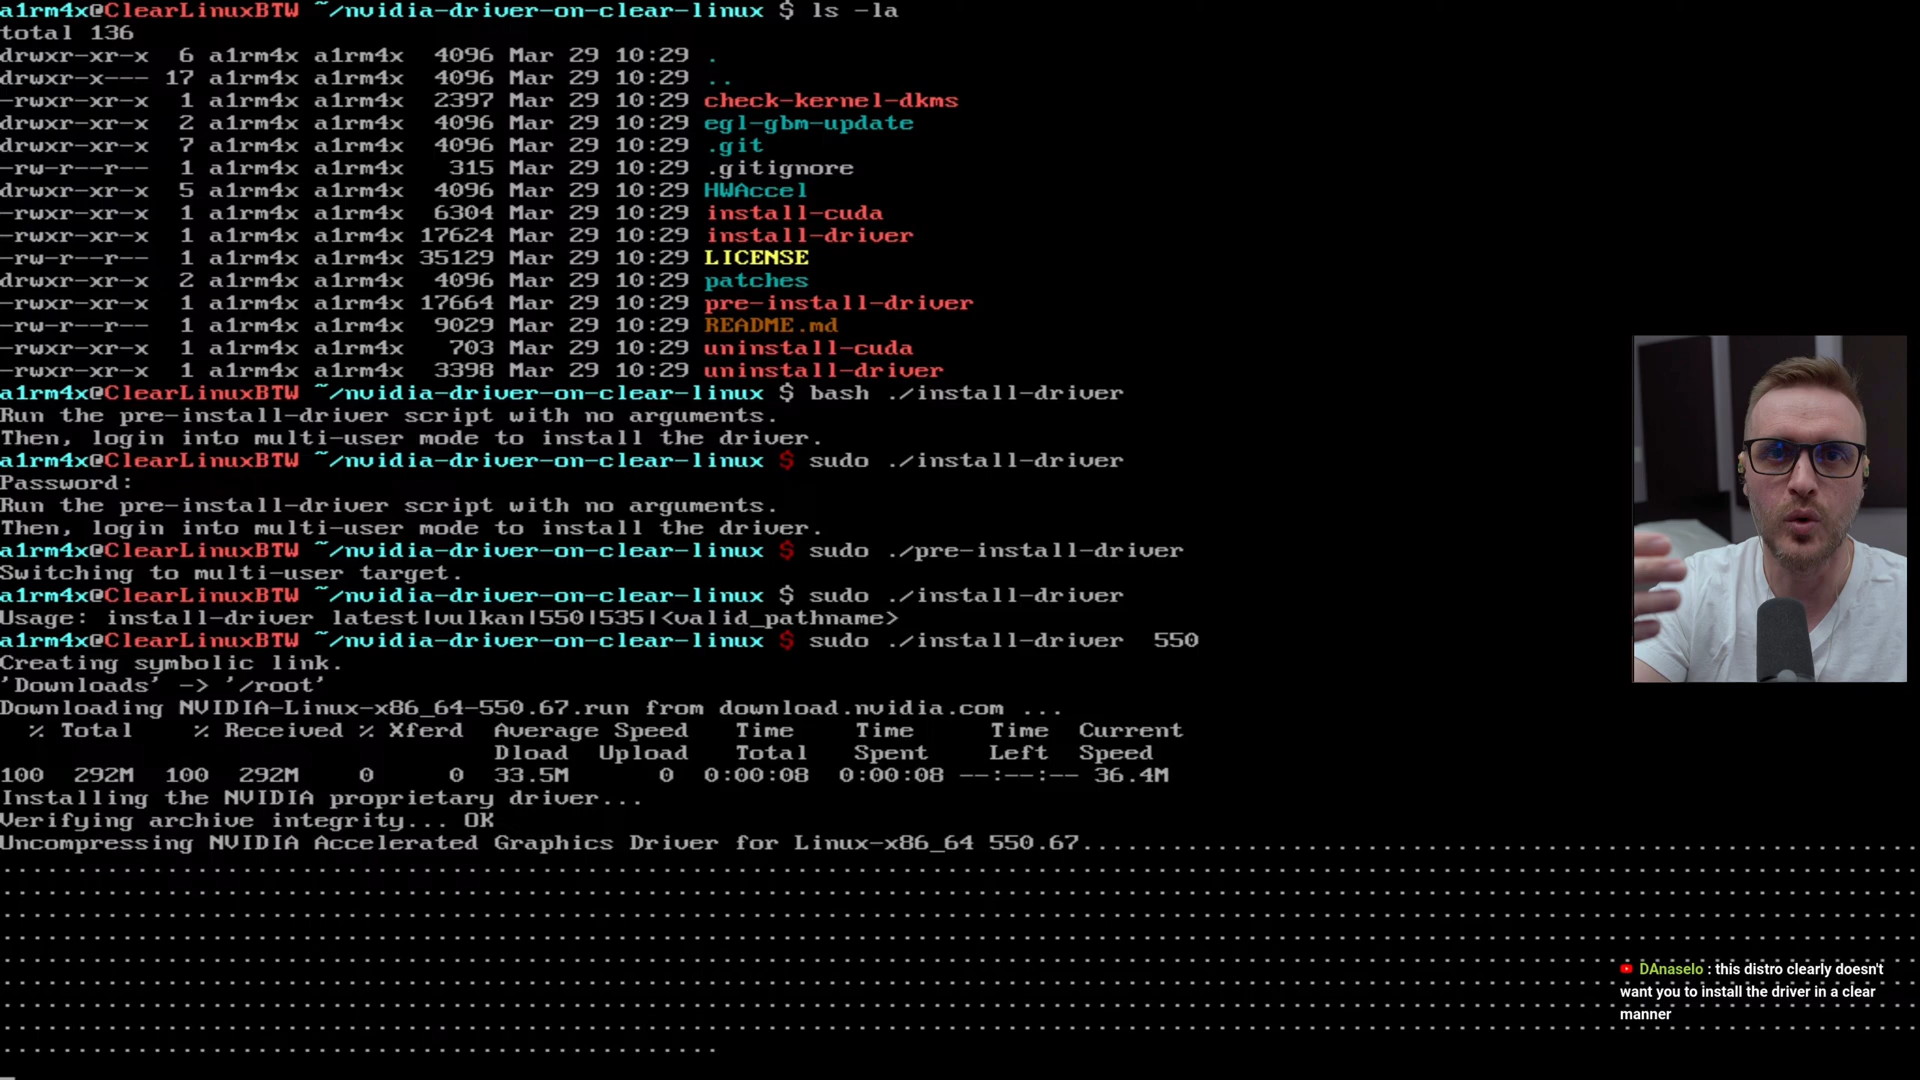 a1rm4x@ClearLinuxBTW ~/nvidia-driver-on-clear-linux $ ls -la
total 136
drwxr-xr-x  6 a1rm4x a1rm4x  4096 Mar 29 10:29 .
drwxr-x--- 17 a1rm4x a1rm4x  4096 Mar 29 10:29 ..
-rwxr-xr-x  1 a1rm4x a1rm4x  2397 Mar 29 10:29 check-kernel-dkms
drwxr-xr-x  2 a1rm4x a1rm4x  4096 Mar 29 10:29 egl-gbm-update
drwxr-xr-x  7 a1rm4x a1rm4x  4096 Mar 29 10:29 .git
-rw-r--r--  1 a1rm4x a1rm4x   315 Mar 29 10:29 .gitignore
drwxr-xr-x  5 a1rm4x a1rm4x  4096 Mar 29 10:29 HWAccel
-rwxr-xr-x  1 a1rm4x a1rm4x  6304 Mar 29 10:29 install-cuda
-rwxr-xr-x  1 a1rm4x a1rm4x 17624 Mar 29 10:29 install-driver
-rw-r--r--  1 a1rm4x a1rm4x 35129 Mar 29 10:29 LICENSE
drwxr-xr-x  2 a1rm4x a1rm4x  4096 Mar 29 10:29 patches
-rwxr-xr-x  1 a1rm4x a1rm4x 17664 Mar 29 10:29 pre-install-driver
-rw-r--r--  1 a1rm4x a1rm4x  9029 Mar 29 10:29 README.md
-rwxr-xr-x  1 a1rm4x a1rm4x   703 Mar 29 10:29 uninstall-cuda
-rwxr-xr-x  1 a1rm4x a1rm4x  3398 Mar 29 10:29 uninstall-driver
a1rm4x@ClearLinuxBTW ~/nvidia-driver-on-clear-linux $ bash ./install-driver
Run the pre-install-driver script with no arguments.
Then, login into multi-user mode to install the driver.
a1rm4x@ClearLinuxBTW ~/nvidia-driver-on-clear-linux $ sudo ./install-driver
Password:
Run the pre-install-driver script with no arguments.
Then, login into multi-user mode to install the driver.
a1rm4x@ClearLinuxBTW ~/nvidia-driver-on-clear-linux $ sudo ./pre-install-driver
Switching to multi-user target.
a1rm4x@ClearLinuxBTW ~/nvidia-driver-on-clear-linux $ sudo ./install-driver
Usage: install-driver latest|vulkan|550|535|<valid_pathname>
a1rm4x@ClearLinuxBTW ~/nvidia-driver-on-clear-linux $ sudo ./install-driver  550
Creating symbolic link.
'Downloads' -> '/root'
Downloading NVIDIA-Linux-x86_64-550.67.run from download.nvidia.com ...
% Total    % Received % Xferd  Average Speed   Time    Time     Time  Current
Dload  Upload   Total   Spent    Left  Speed
100  292M  100  292M    0     0  33.5M      0  0:00:08  0:00:08 --:--:-- 36.4M
Installing the NVIDIA proprietary driver...
Verifying archive integrity... OK
Uncompressing NVIDIA Accelerated Graphics Driver for Linux-x86_64 550.67................
DAnaselo : this distro clearly doesn't
want you to install the driver in a clear
manner